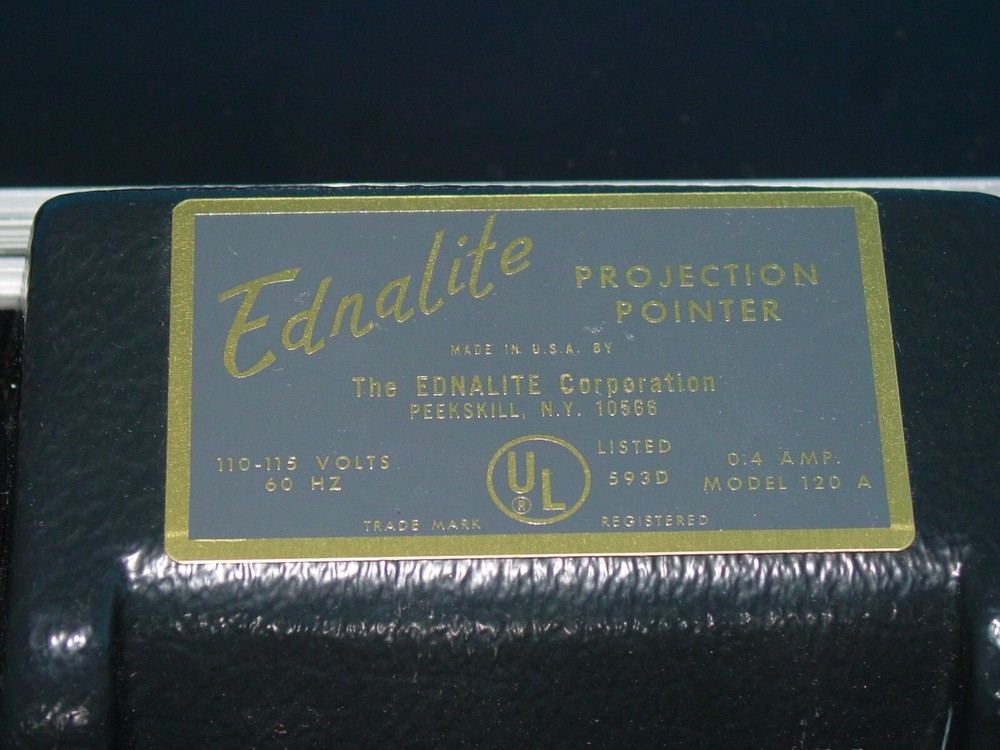 Ednalite
PROJECTION
POINTER
MADE IN U.S.A. BY
The EDNALITE Corporation
PEEKSKILL, N.Y. 10566
110-115 VOLTS
60 HZ
UL
®
LISTED
593D
0.4 AMP.
MODEL 120 A
TRADE MARK REGISTERED